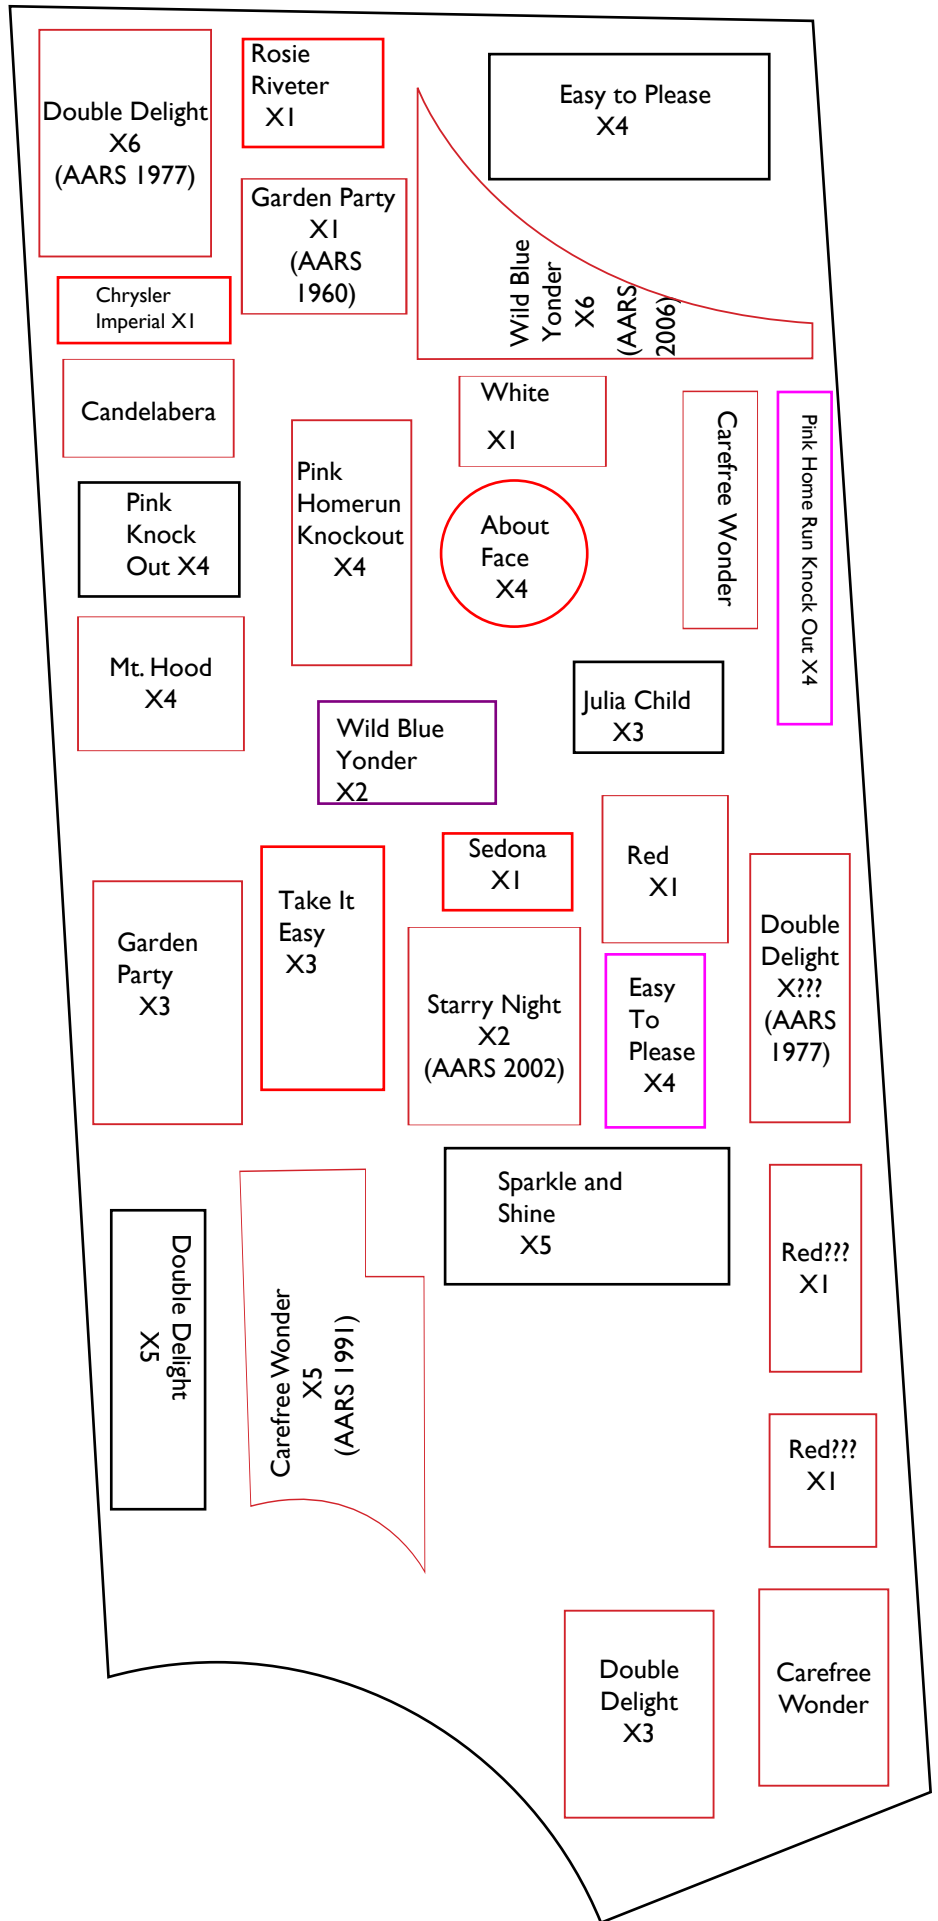 Double Delight
X6
(AARS 1977)
Rosie
Riveter
X1
Easy to Please
X4
Garden Party
X1
(AARS
1960)
Wild Blue
Yonder
X6
(AARS
2006)
Chrysler
Imperial X1
Candelabera
White
X1
Carefree Wonder
Pink Home Run Knock Out X4
Pink
Knock
Out X4
Pink
Homerun
Knockout
X4
About
Face
X4
Mt. Hood
X4
Wild Blue
Yonder
X2
Julia Child
X3
Sedona
X1
Red
X1
Garden
Party
X3
Take It
Easy
X3
Starry Night
X2
(AARS 2002)
Easy
To
Please
X4
Double
Delight
X???
(AARS
1977)
Sparkle and
Shine
X5
Double Delight
X5
Carefree Wonder
X5
(AARS 1991)
Red???
X1
Red???
X1
Double
Delight
X3
Carefree
Wonder